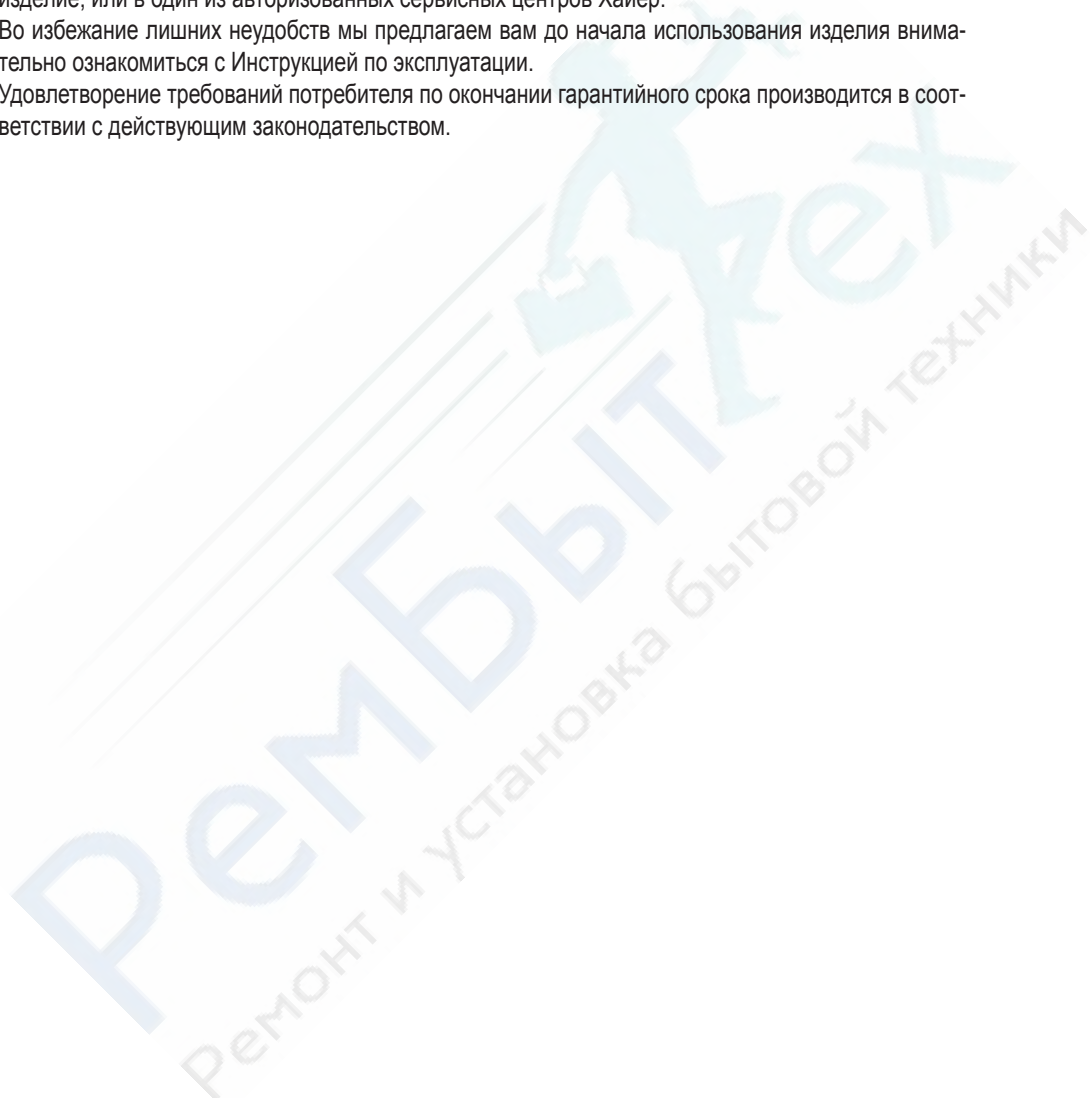 изделие, или в один из авторизованных сервисных центров Хайер.
Во избежание лишних неудобств мы предлагаем вам до начала использования изделия внима-
тельно ознакомиться с Инструкцией по эксплуатации.
Удовлетворение требований потребителя по окончании гарантийного срока производится в соот-
ветствии с действующим законодательством.
РемБытТех
Ремонт и установка бытовой техники